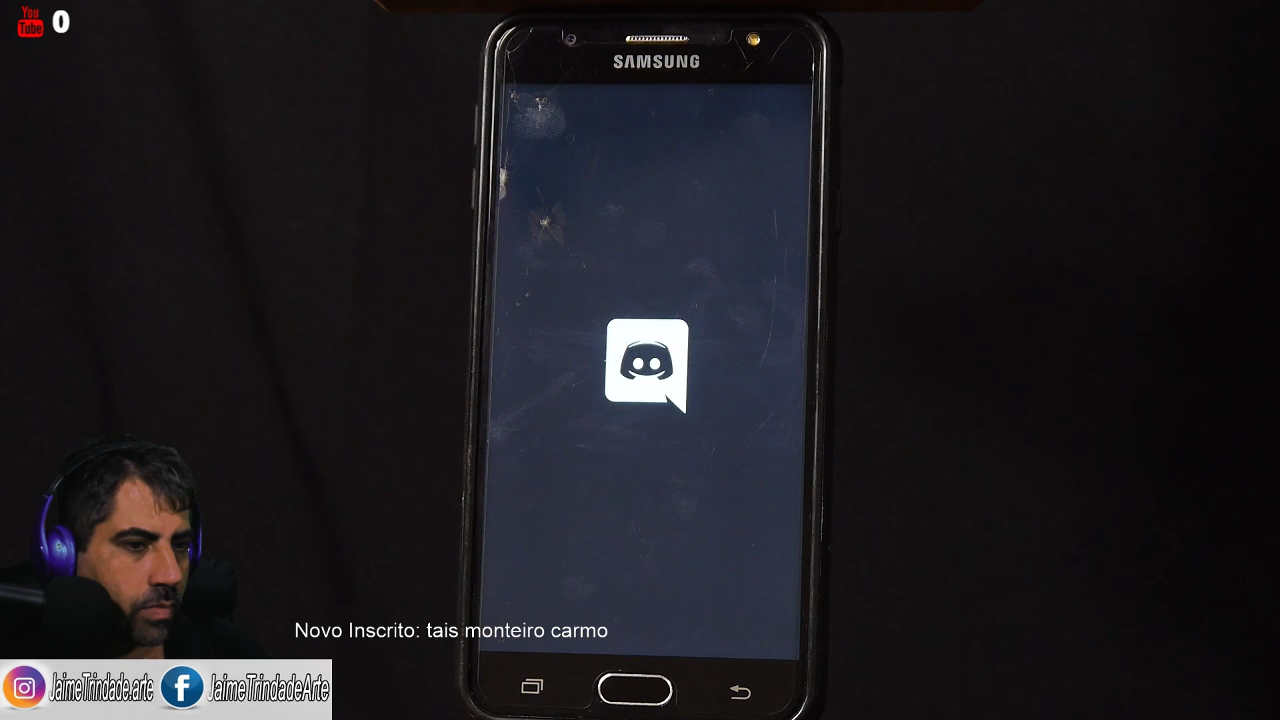 You
Tube
0
SAMSUNG
Novo Inscrito: tais monteiro carmo
JaimeTrindade.arte
JaimeTrindadeArte